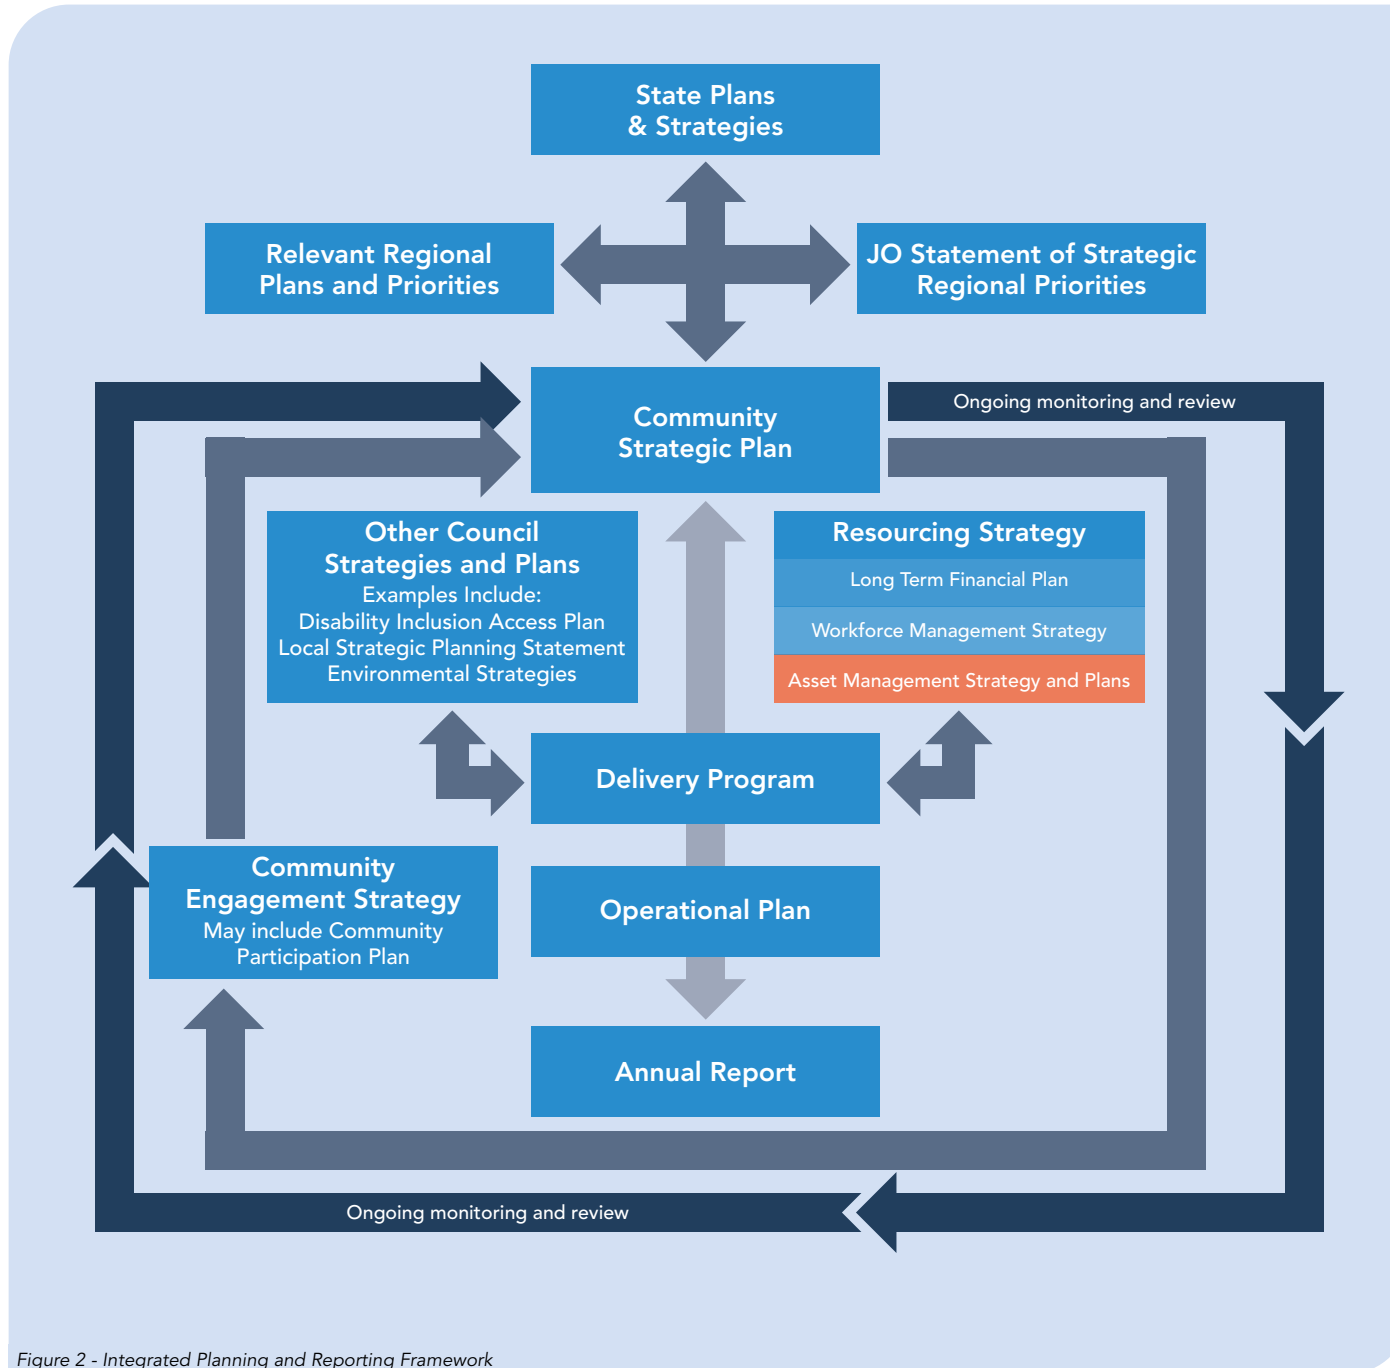 State Plans
& Strategies
Relevant Regional
Plans and Priorities
JO Statement of Strategic
Regional Priorities
Community
Strategic Plan
Ongoing monitoring and review
Other Council
Strategies and Plans
Examples Include:
Disability Inclusion Access Plan
Local Strategic Planning Statement
Environmental Strategies
Resourcing Strategy
Long Term Financial Plan
Workforce Management Strategy
Asset Management Strategy and Plans
Delivery Program
Community
Engagement Strategy
May include Community
Participation Plan
Operational Plan
Annual Report
Ongoing monitoring and review
Figure 2 - Integrated Planning and Reporting Framework